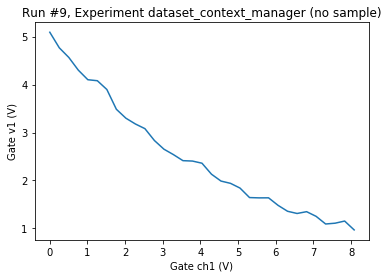 Run #9, Experiment dataset_context_manager (no sample)
5
4
3
2
1
Gate v1 (V)
0 1 2 3 4 5 6 7 8
Gate ch1 (V)